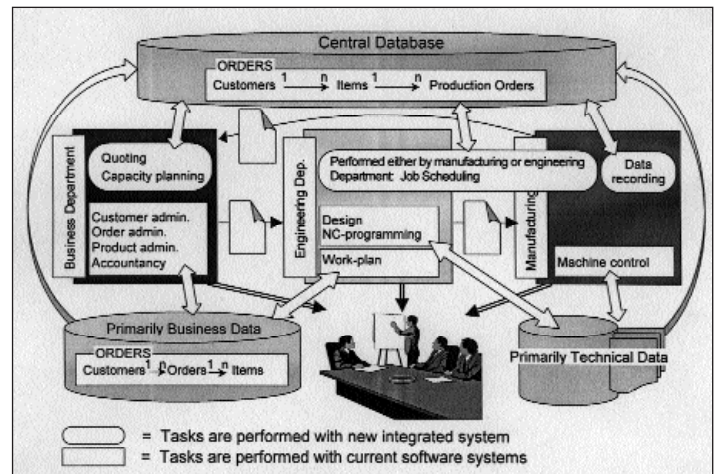 Central Database
ORDERS
Customers 1 n Items 1 n Production Orders
Business Department
Quoting
Capacity planning
Customer admin.
Order admin.
Product admin.
Accountancy
Engineering Dep.
Performed either by manufacturing or engineering
Department: Job Scheduling
Design
NC-programming
Work-plan
Manufacturing
Data
recording
Machine control
Primarily Business Data
ORDERS
Customers 1 n Orders 1 n Items
Primarily Technical Data
= Tasks are performed with new integrated system
= Tasks are performed with current software systems